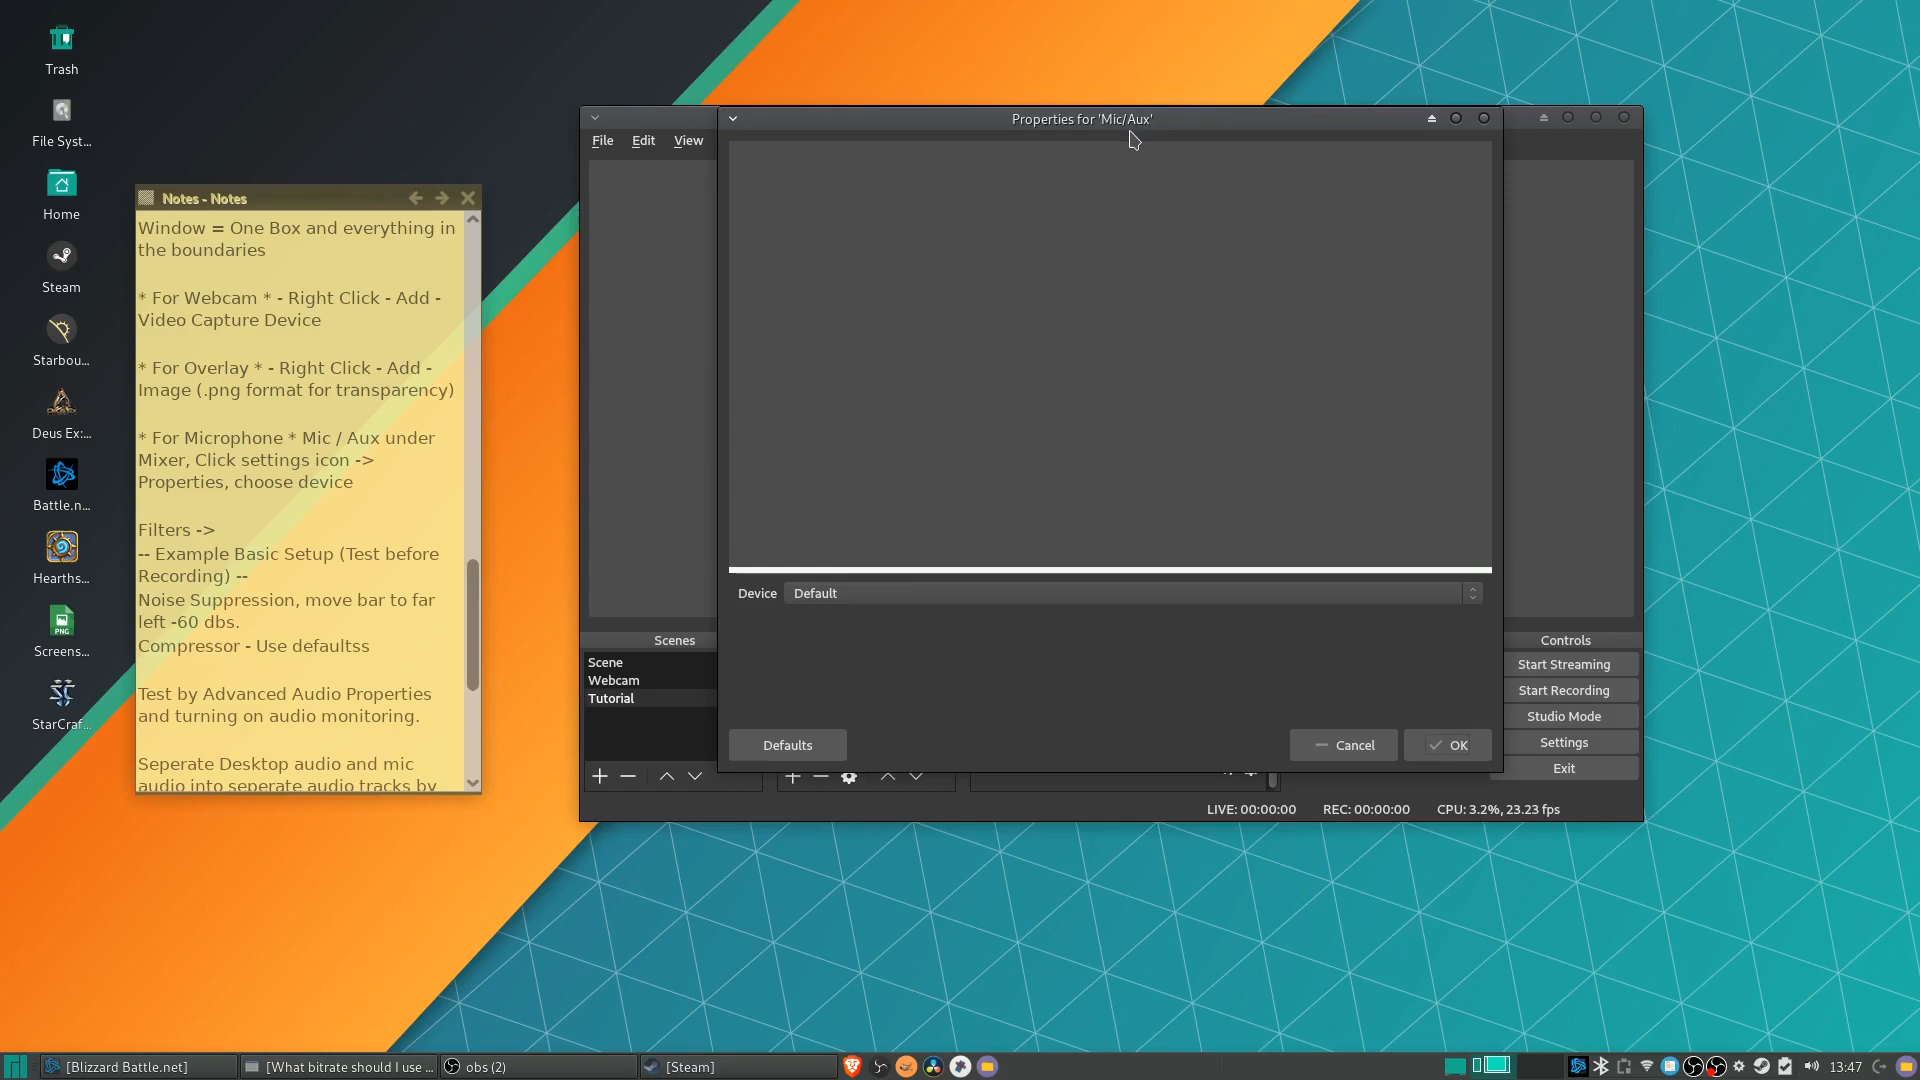 Trash
File Syst...
Home
Steam
Starbou...
Deus Ex:...
Battle.n...
Hearths...
PNG
Screens...
StarCraf...
Notes - Notes
Window = One Box and everything in
the boundaries
* For Webcam * - Right Click - Add -
Video Capture Device
* For Overlay * - Right Click - Add -
Image (.png format for transparency)
* For Microphone * Mic / Aux under
Mixer, Click settings icon ->
Properties, choose device
Filters ->
-- Example Basic Setup (Test before
Recording) --
Noise Suppression, move bar to far
left -60 dbs.
Compressor - Use defaultss
Test by Advanced Audio Properties
and turning on audio monitoring.
Seperate Desktop audio and mic
audio into seperate audio tracks by
File Edit View
Properties for 'Mic/Aux'
Device Default
Defaults
Cancel
OK
Scenes
Scene
Webcam
Tutorial
Controls
Start Streaming
Start Recording
Studio Mode
Settings
Exit
LIVE: 00:00:00 REC: 00:00:00 CPU: 3.2%, 23.23 fps
[Blizzard Battle.net] [What bitrate should I use ... obs (2) [Steam] 13:47